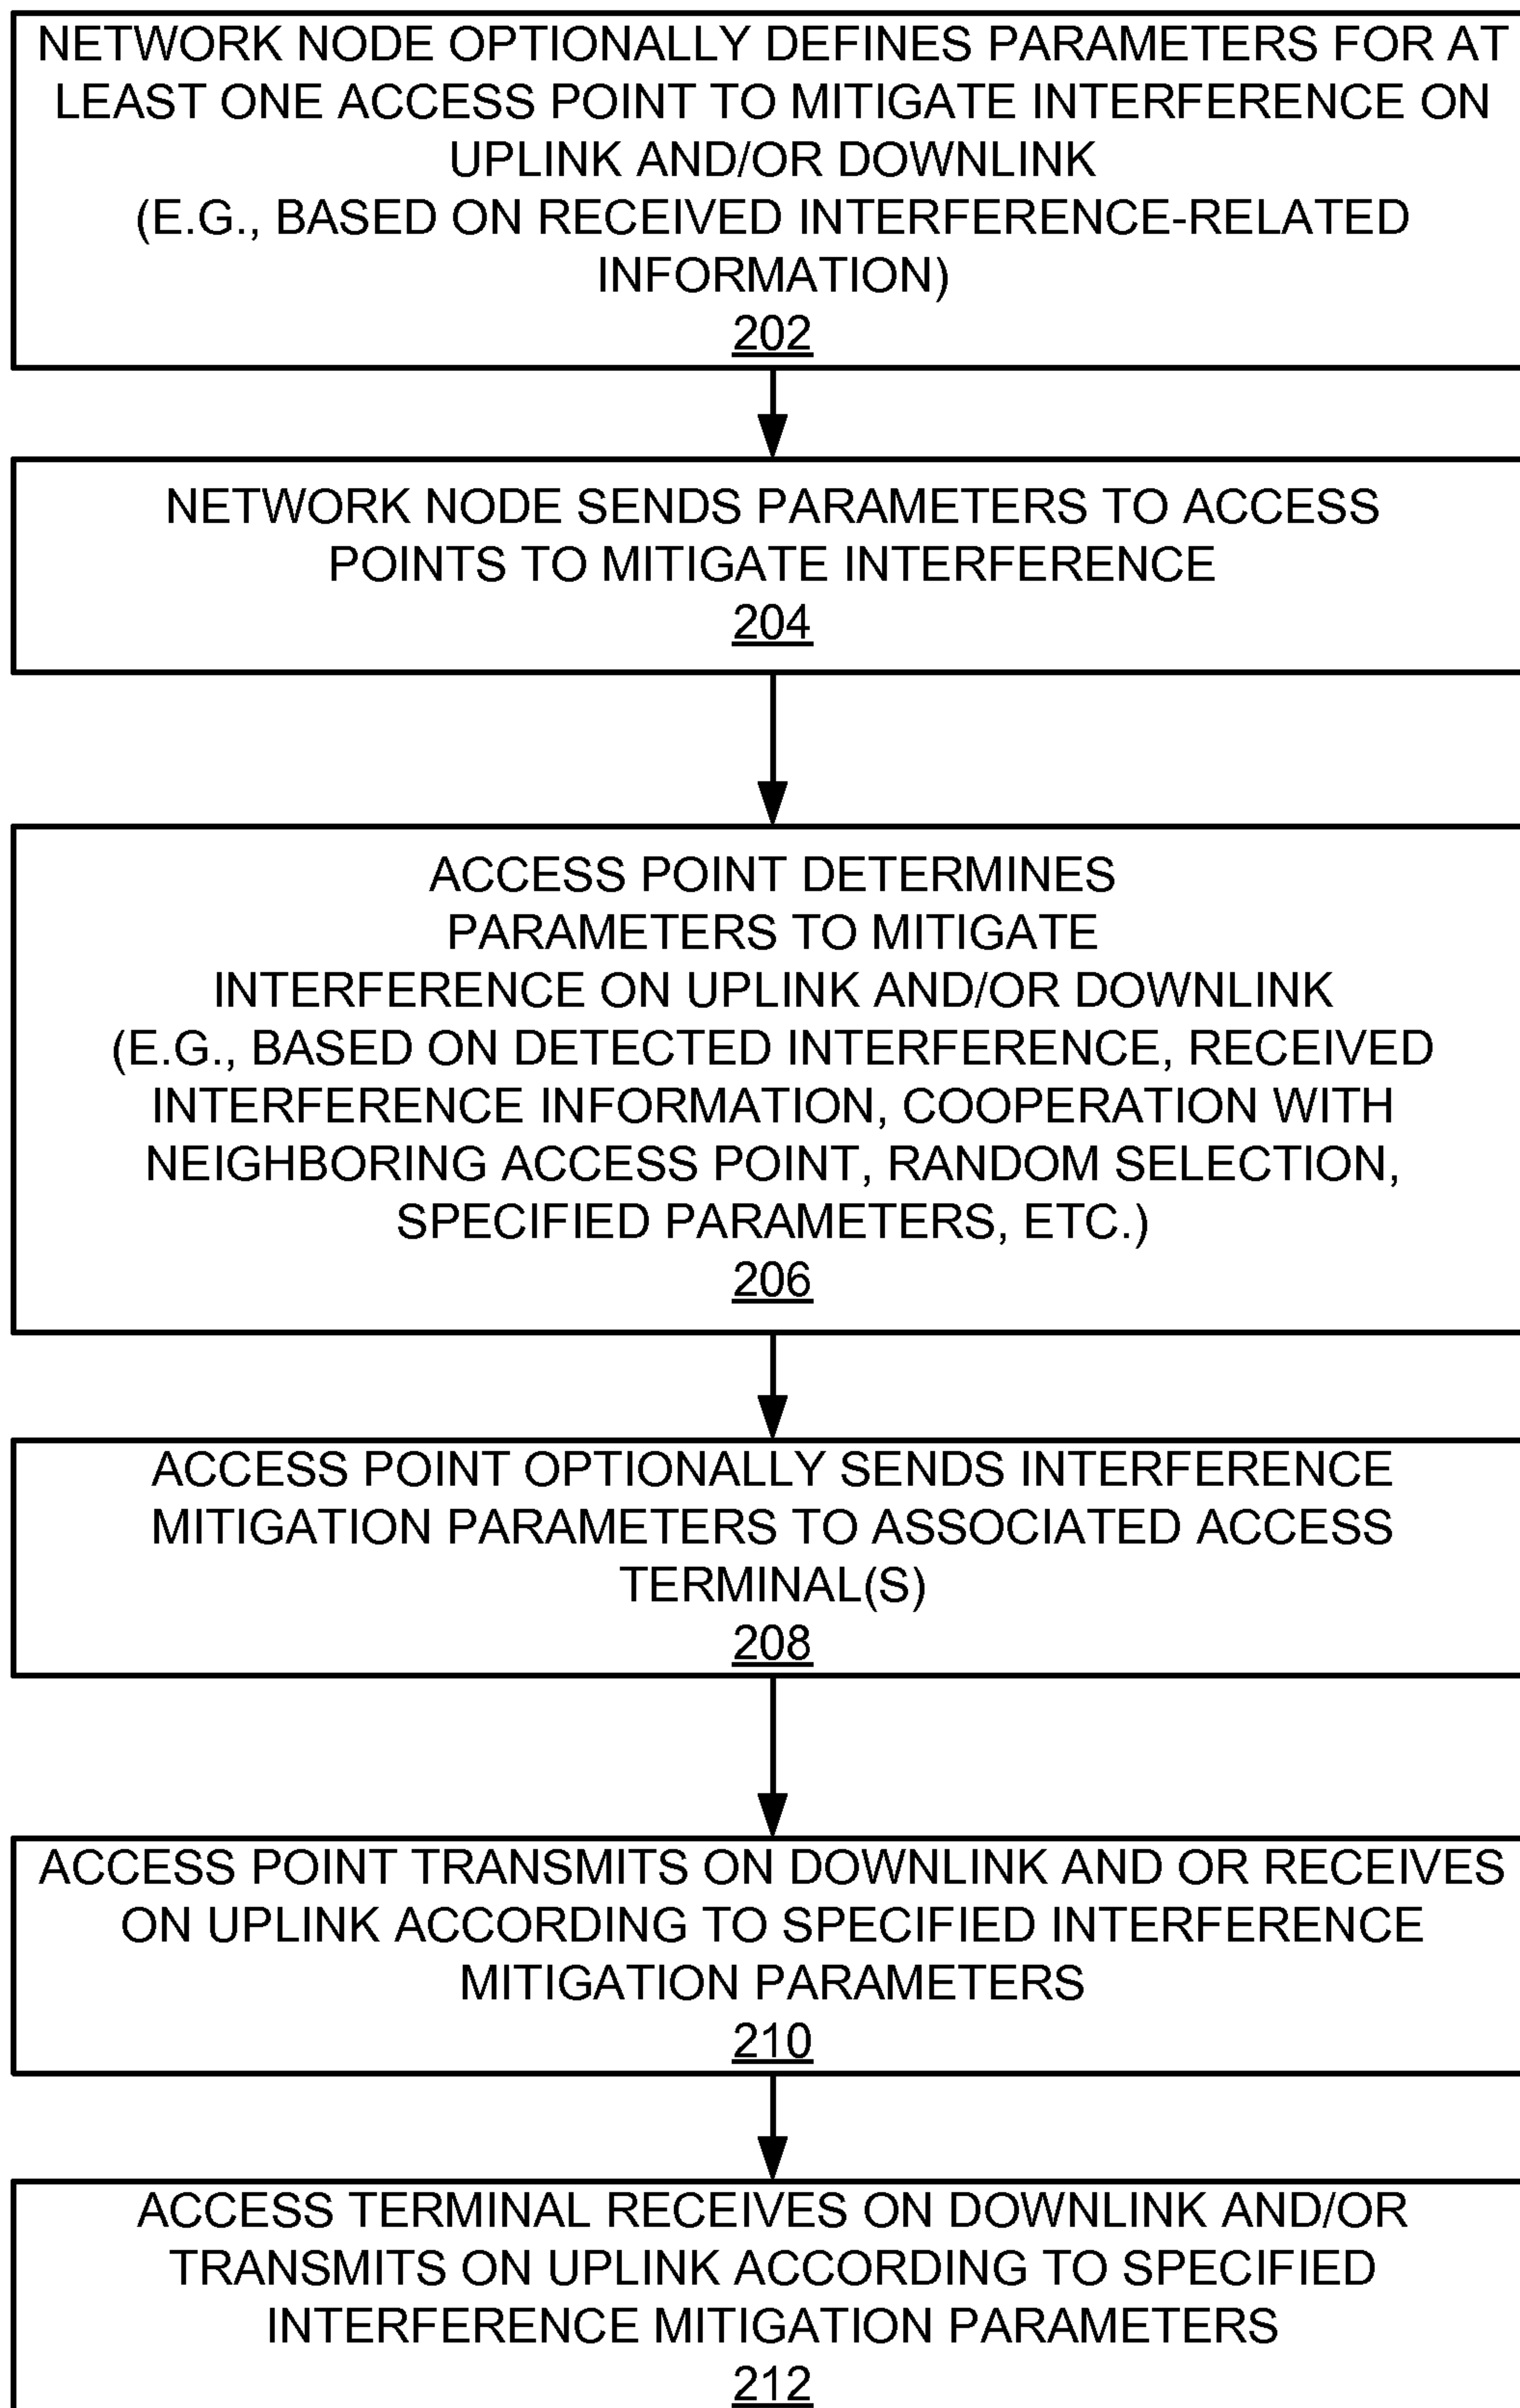 NETWORK NODE OPTIONALLY DEFINES PARAMETERS FOR AT
LEAST ONE ACCESS POINT TO MITIGATE INTERFERENCE ON
UPLINK AND/OR DOWNLINK
(E.G., BASED ON RECEIVED INTERFERENCE-RELATED
INFORMATION)
202
NETWORK NODE SENDS PARAMETERS TO ACCESS
POINTS TO MITIGATE INTERFERENCE
204
ACCESS POINT DETERMINES
PARAMETERS TO MITIGATE
INTERFERENCE ON UPLINK AND/OR DOWNLINK
(E.G., BASED ON DETECTED INTERFERENCE, RECEIVED
INTERFERENCE INFORMATION, COOPERATION WITH
NEIGHBORING ACCESS POINT, RANDOM SELECTION,
SPECIFIED PARAMETERS, ETC.)
206
ACCESS POINT OPTIONALLY SENDS INTERFERENCE
MITIGATION PARAMETERS TO ASSOCIATED ACCESS
TERMINAL(S)
208
ACCESS POINT TRANSMITS ON DOWNLINK AND OR RECEIVES
ON UPLINK ACCORDING TO SPECIFIED INTERFERENCE
MITIGATION PARAMETERS
210
ACCESS TERMINAL RECEIVES ON DOWNLINK AND/OR
TRANSMITS ON UPLINK ACCORDING TO SPECIFIED
INTERFERENCE MITIGATION PARAMETERS
212